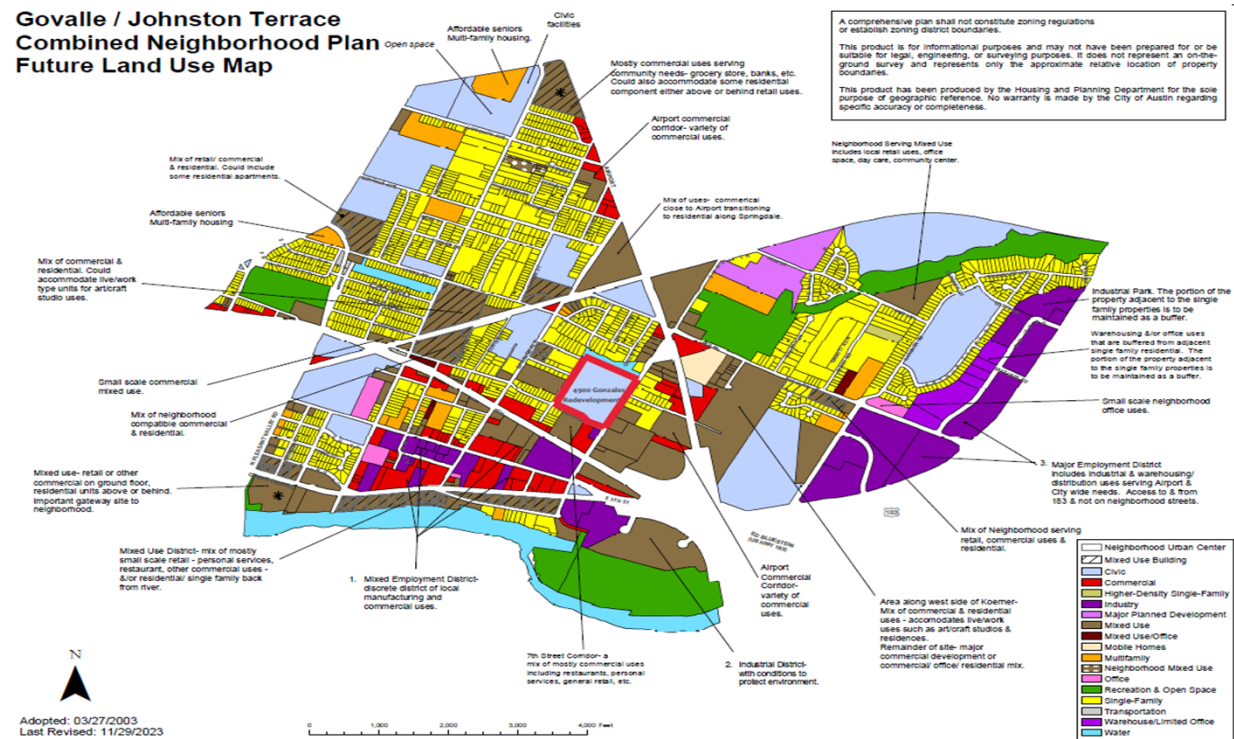 Govalle / Johnston Terrace
Combined Neighborhood Plan
Future Land Use Map
A comprehensive plan shall not constitute zoning regulations
or establish zoning district boundaries.
This product is for informational purposes and may not have been prepared for or be
suitable for legal, engineering, or surveying purposes. It does not represent an on-the-
ground survey and represents only the approximate relative location of property
boundaries.
This product has been produced by the Housing and Planning Department for the sole
purpose of geographic reference. No warranty is made by the City of Austin regarding
specific accuracy or completeness.
Open space
Affordable seniors
Multi-family housing.
Civic
facilities
Mostly commercial uses serving
community needs- grocery store, banks, etc.
Could also accommodate some residential
component either above or behind retail uses.
Airport commercial
corridor- variety of
commercial uses.
Neighborhood Serving Mixed Use
includes local retail uses, office
space, day care, community center.
Mix of retail/ commercial
& residential. Could include
some residential apartments.
Affordable seniors
Multi-family housing
Mix of uses- commerical
close to Airport transitioning
to residential along Springdale.
AIRPORT
Mix of commercial &
residential. Could
accommodate live/work
type units for art/craft
studio uses.
Industrial Park. The portion of the
property adjacent to the single
family properties is to be
maintained as a buffer.
Warehousing &/or office uses
that are buffered from adjacent
single family residential. The
portion of the property adjacent
to the single family properties is
to be maintained as a buffer.
Small scale commercial
mixed use.
4900 Gonzales
Redevelopment
Small scale neighborhood
office uses.
Mix of neighborhood
compatible commercial
& residential.
N PLEASANT VALLEY RD
Mixed use- retail or other
commercial on ground floor,
residential units above or behind.
Important gateway site to
neighborhood.
3. Major Employment District
includes industrial & warehousing/
distribution uses serving Airport &
City wide needs. Access to & from
183 & not on neighborhood streets.
E 5TH ST
183
ED BLUESTEIN
(US HWY 183)
Mix of Neighborhood serving
retail, commercial uses &
residential.
Mixed Use District- mix of mostly
small scale retail - personal services,
restaurant, other commercial uses -
&/or residential/ single family back
from river.
1. Mixed Employment District-
discrete district of local
manufacturing and
commercial uses.
Airport
Commercial
Corridor-
variety of
commercial
uses.
Area along west side of Koerner-
Mix of commercial & residential
uses - accomodates live/work
uses such as art/craft studios &
residences.
Remainder of site- major
commercial development or
commercial/ office/ residential mix.
7th Street Corridor- a
mix of mostly commercial uses
including restaurants, personal
services, general retail, etc.
2. Industrial District-
with conditions to
protect environment.
Neighborhood Urban Center
Mixed Use Building
Civic
Commercial
Higher-Density Single-Family
Industry
Major Planned Development
Mixed Use
Mixed Use/Office
Mobile Homes
Multifamily
Neighborhood Mixed Use
Office
Recreation & Open Space
Single-Family
Transportation
Warehouse/Limited Office
Water
N
Adopted: 03/27/2003
Last Revised: 11/29/2023
0 1,000 2,000 3,000 4,000 Feet